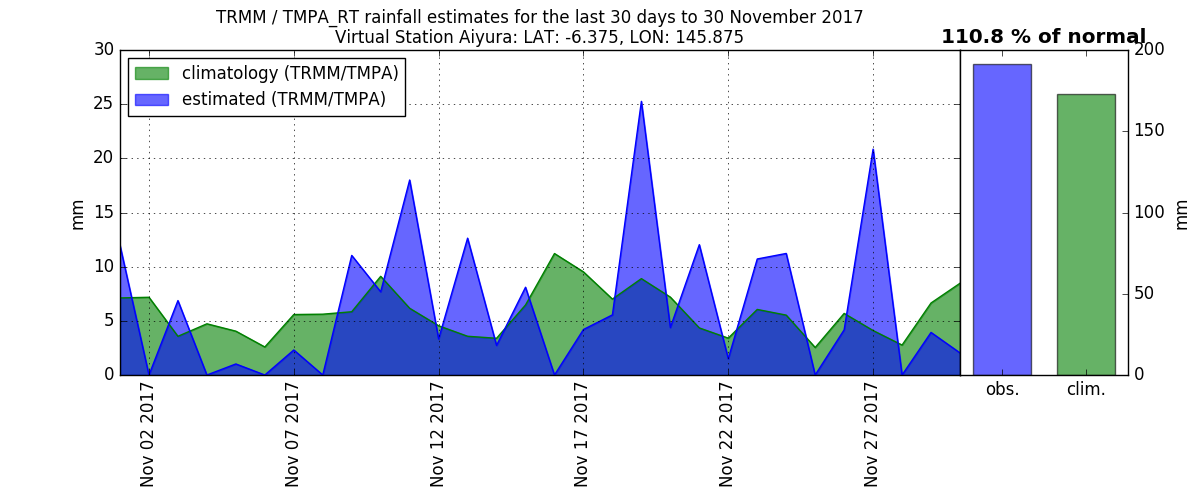 TRMM / TMPA_RT rainfall estimates for the last 30 days to 30 November 2017
Virtual Station Aiyura: LAT: -6.375, LON: 145.875
110.8 % of normal
climatology (TRMM/TMPA)
estimated (TRMM/TMPA)
30
25
20
15
10
5
0
mm
Nov 02 2017
Nov 07 2017
Nov 12 2017
Nov 17 2017
Nov 22 2017
Nov 27 2017
200
150
100
50
0
mm
obs.
clim.